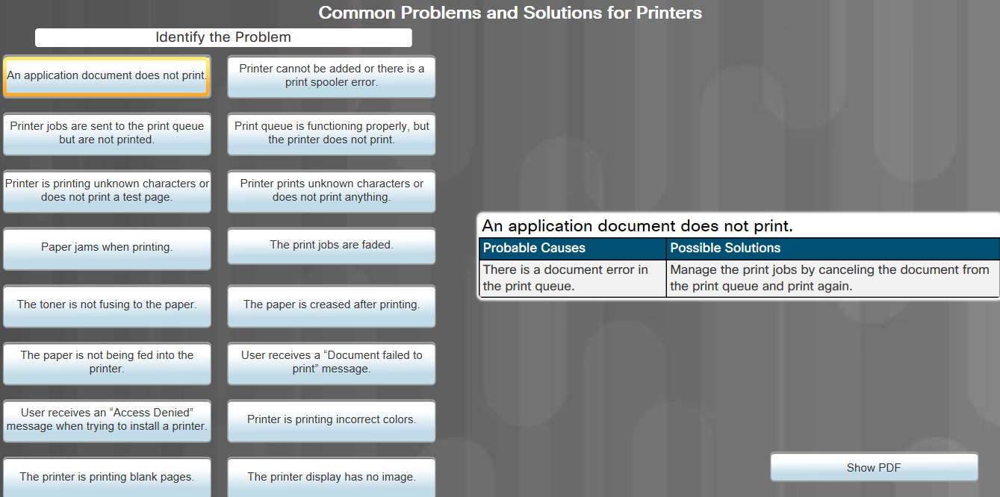 Common Problems and Solutions for Printers
Identify the Problem
An application document does not print.
Printer cannot be added or there is a
print spooler error.
Printer jobs are sent to the print queue
but are not printed.
Print queue is functioning properly, but
the printer does not print.
Printer is printing unknown characters or
does not print a test page.
Printer prints unknown characters or
does not print anything.
Paper jams when printing.
The print jobs are faded.
The toner is not fusing to the paper.
The paper is creased after printing.
The paper is not being fed into the
printer.
User receives a “Document failed to
print” message.
User receives an “Access Denied”
message when trying to install a printer.
Printer is printing incorrect colors.
The printer is printing blank pages.
The printer display has no image.
An application document does not print.
Probable Causes
Possible Solutions
There is a document error in
the print queue.
Manage the print jobs by canceling the document from
the print queue and print again.
Show PDF